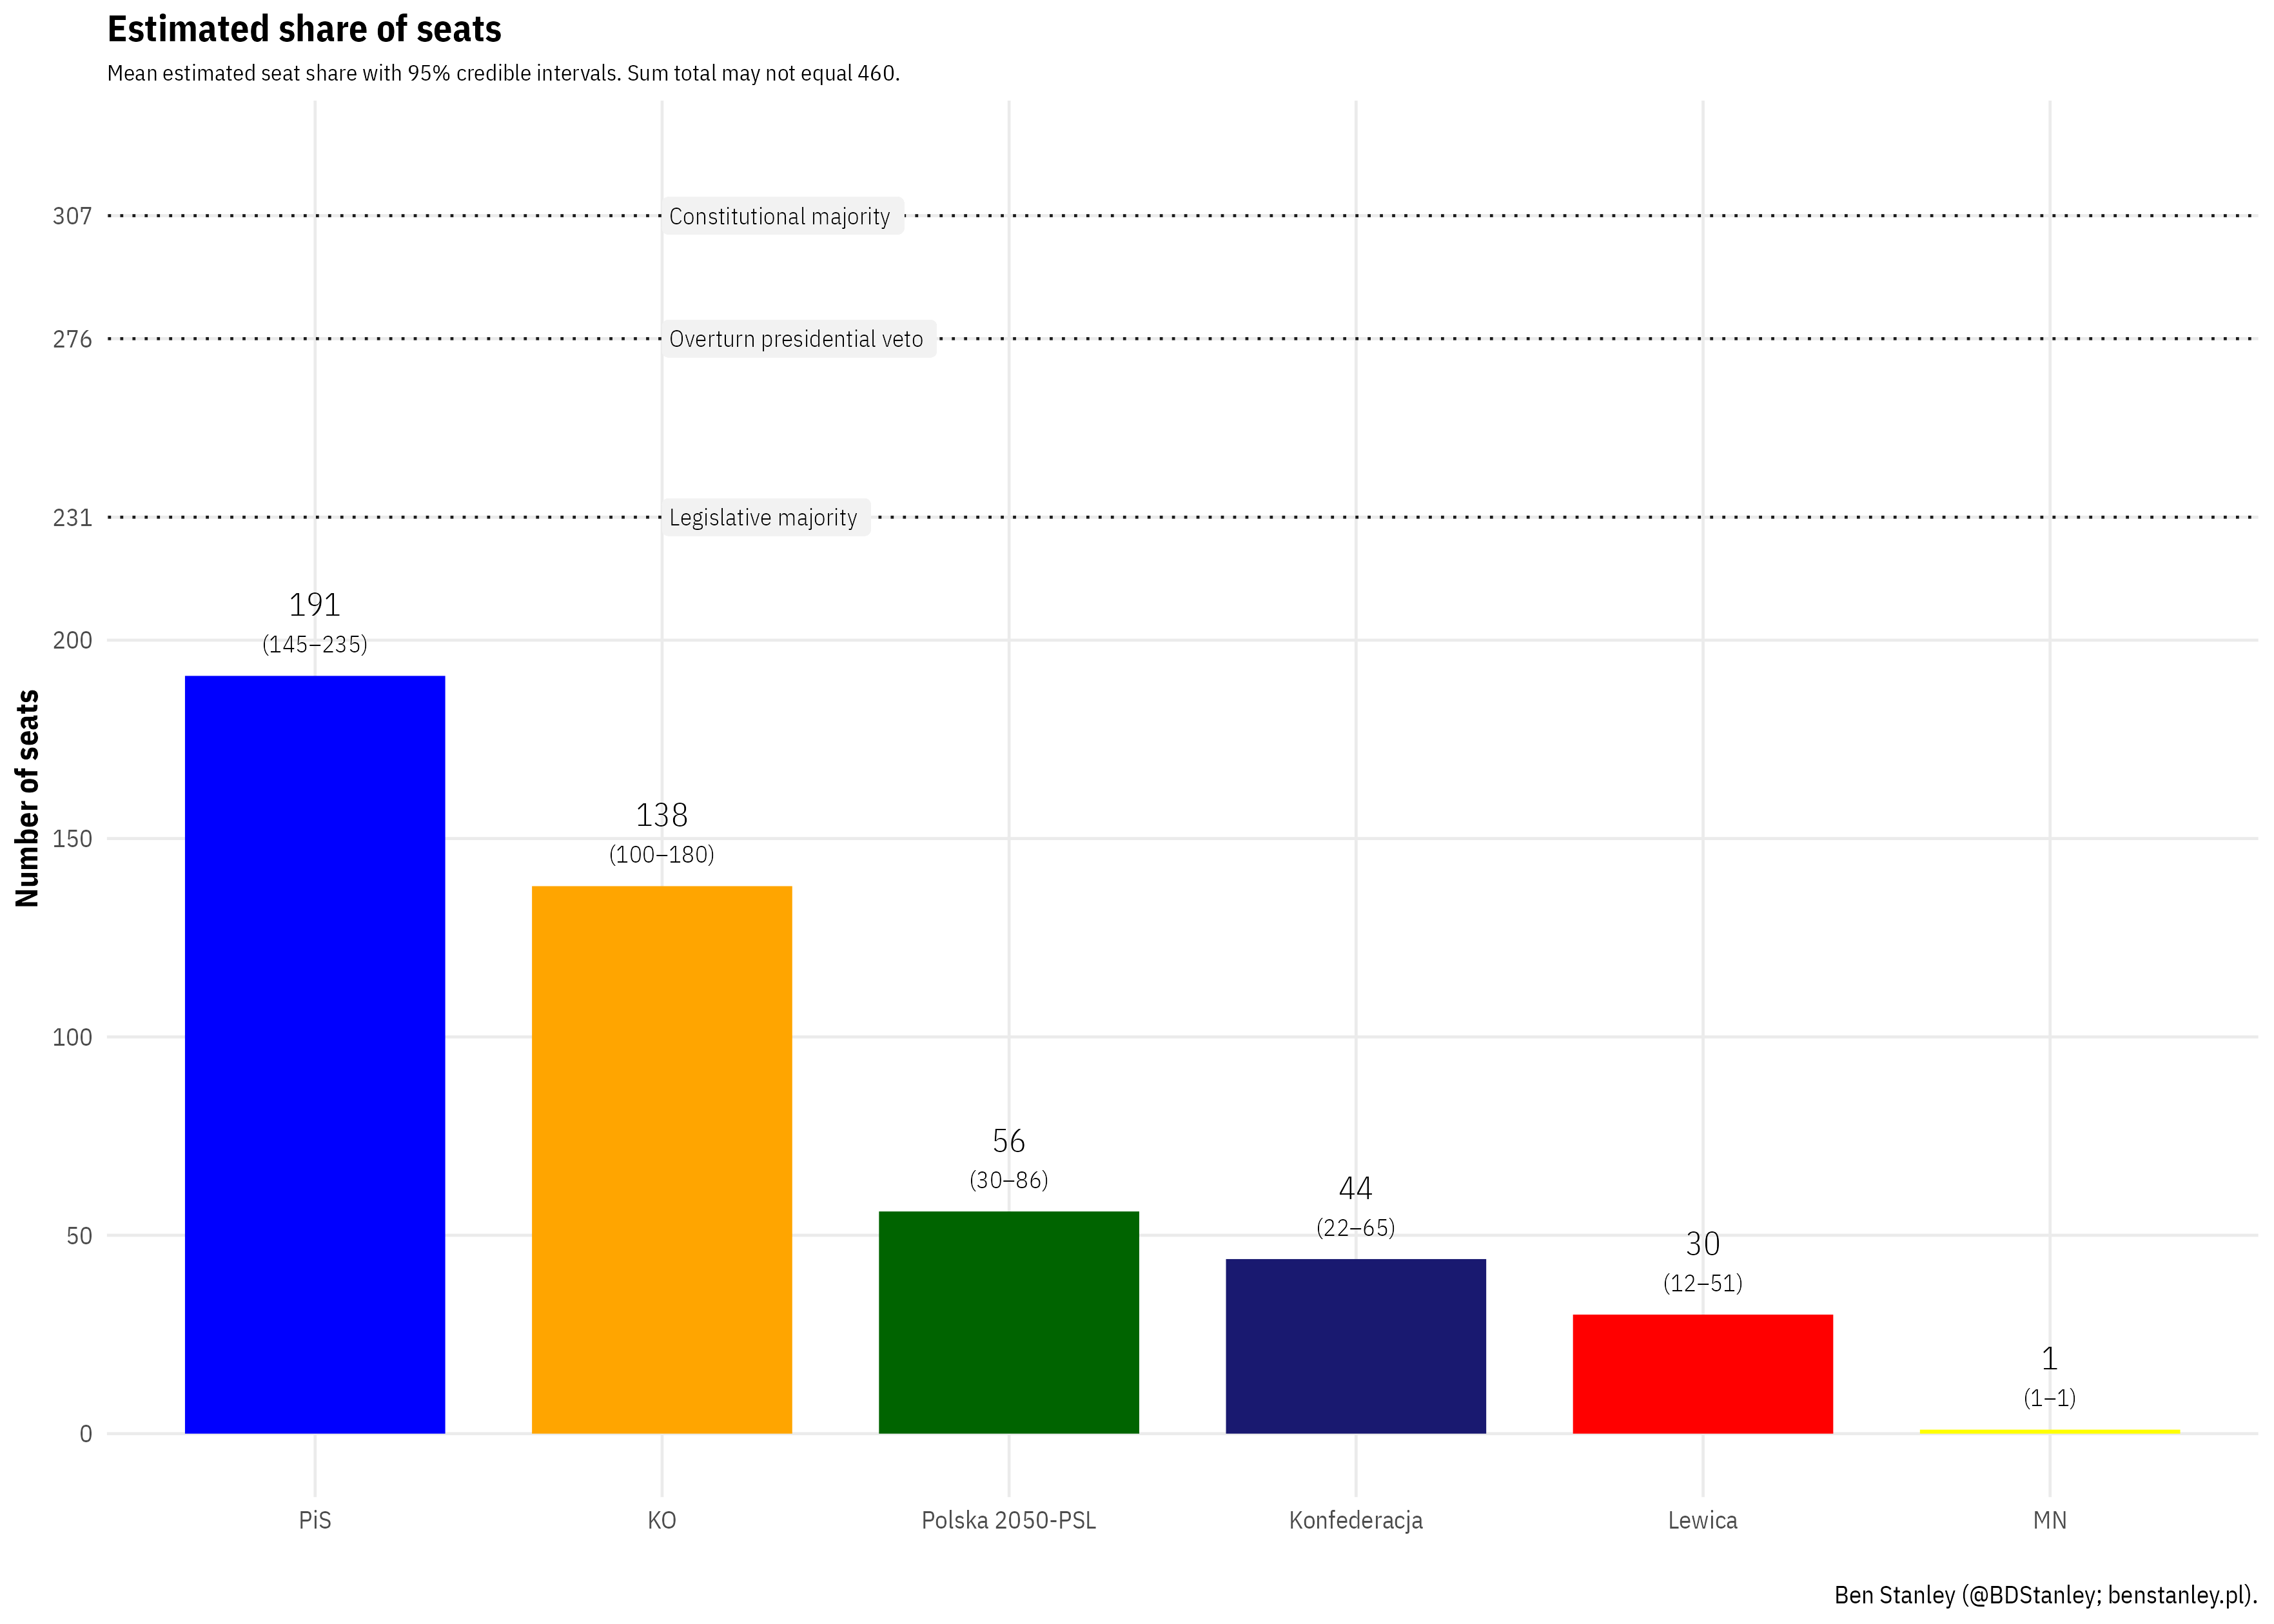 Estimated share of seats
Mean estimated seat share with 95% credible intervals. Sum total may not equal 460.
Number of seats
307
Constitutional majority
276
Overturn presidential veto
231
Legislative majority
200
150
100
50
0
191
(145–235)
138
(100–180)
56
(30–86)
44
(22–65)
30
(12–51)
1
(1–1)
PiS
KO
Polska 2050-PSL
Konfederacja
Lewica
MN
Ben Stanley (@BDStanley; benstanley.pl).